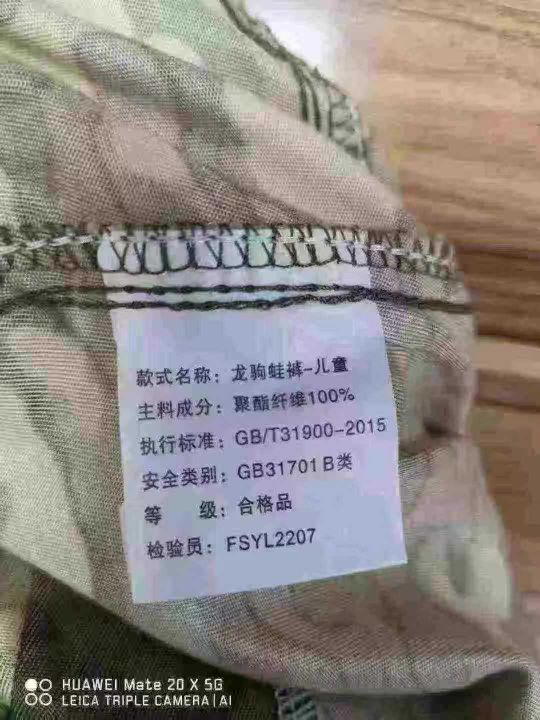 款式名称：龙驹蛙裤-儿童
主料成分：聚酯纤维100%
执行标准：GB/T31900-2015
安全类别：GB31701 B类
等　　级：合格品
检验员：FSYL2207
HUAWEI Mate 20 X 5G
LEICA TRIPLE CAMERA | AI